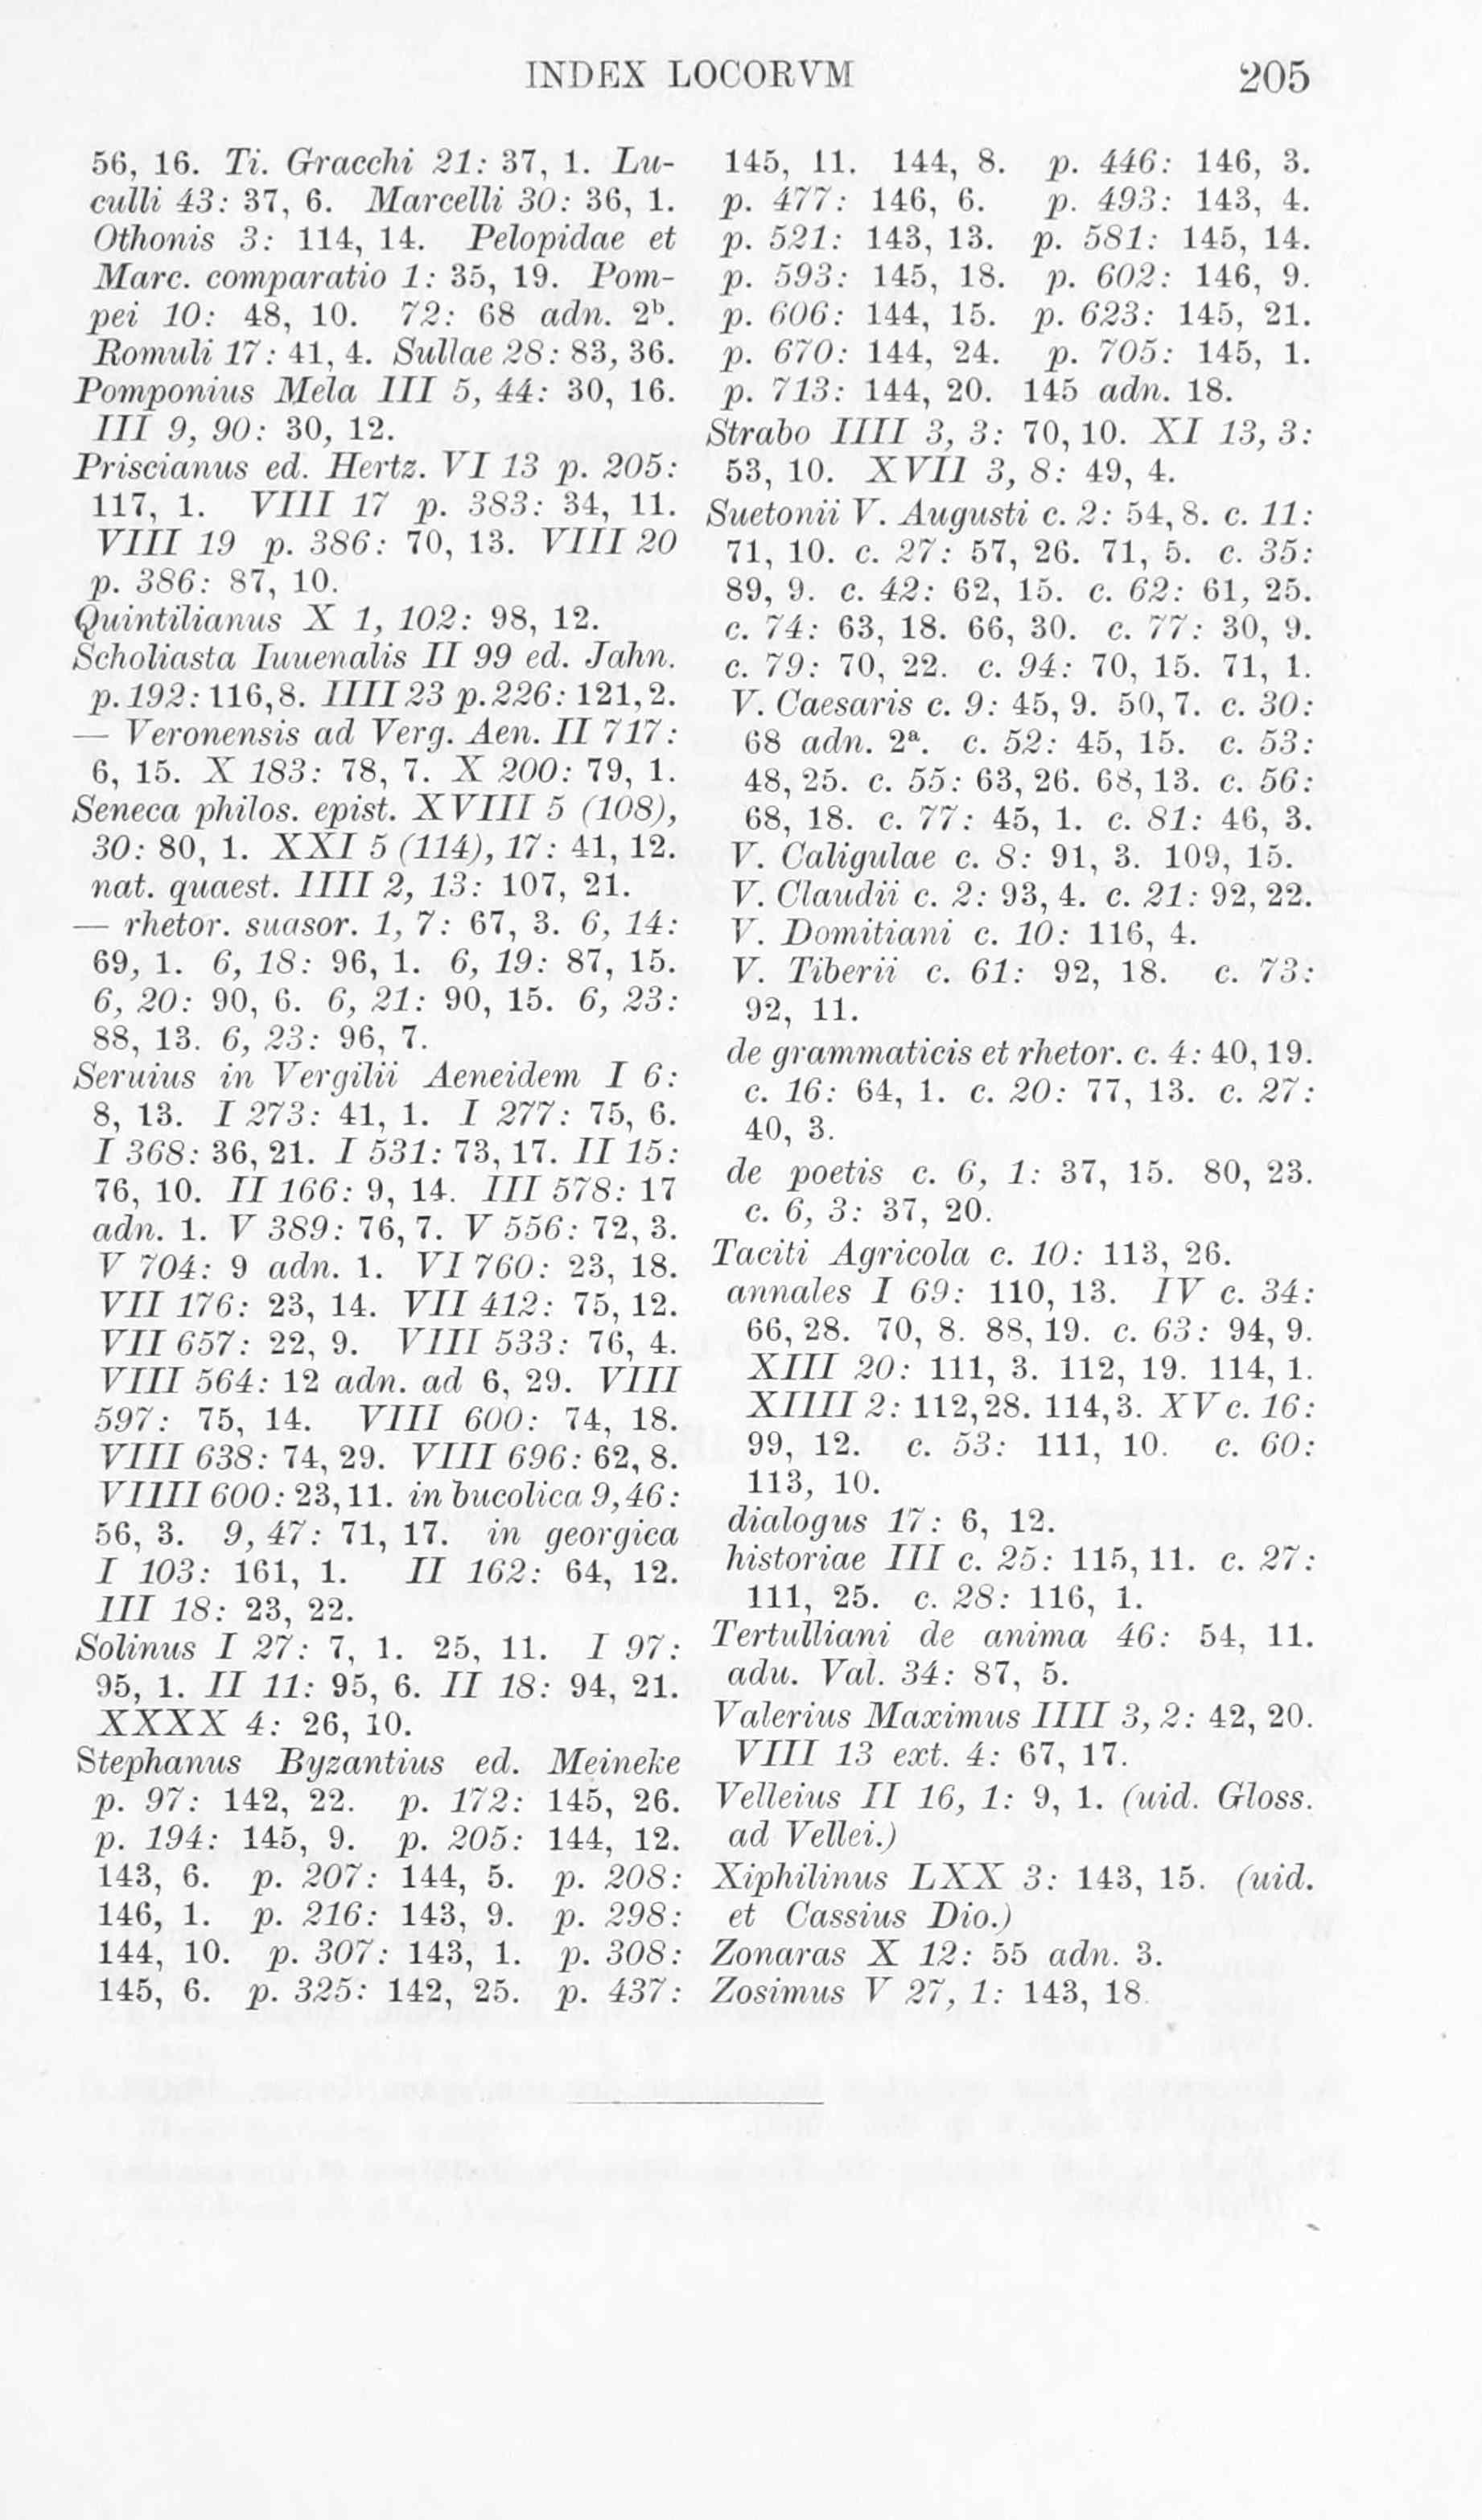 INDEX LOCORVM 205
56, 16. Ti. Gracchi 21: 37, 1. Lu-
culli 43: 37, 6. Marcelli 30: 36, 1.
Othonis 3: 114, 14. Pelopidae et
Marc. comparatio 1: 35, 19. Pom-
pei 10: 48, 10. 72: 68 adn. 2ᵇ.
Romuli 17: 41, 4. Sullae 28: 83, 36.
Pomponius Mela III 5, 44: 30, 16.
III 9, 90: 30, 12.
Priscianus ed. Hertz. VI 13 p. 205:
117, 1. VIII 17 p. 383: 34, 11.
VIII 19 p. 386: 70, 13. VIII 20
p. 386: 87, 10.
Quintilianus X 1, 102: 98, 12.
Scholiasta Iuuenalis II 99 ed. Jahn.
p. 192: 116, 8. IIII 23 p. 226: 121, 2.
— Veronensis ad Verg. Aen. II 717:
6, 15. X 183: 78, 7. X 200: 79, 1.
Seneca philos. epist. XVIII 5 (108),
30: 80, 1. XXI 5 (114), 17: 41, 12.
nat. quaest. IIII 2, 13: 107, 21.
— rhetor. suasor. 1, 7: 67, 3. 6, 14:
69, 1. 6, 18: 96, 1. 6, 19: 87, 15.
6, 20: 90, 6. 6, 21: 90, 15. 6, 23:
88, 13. 6, 23: 96, 7.
Seruius in Vergilii Aeneidem I 6:
8, 13. I 273: 41, 1. I 277: 75, 6.
I 368: 36, 21. I 531: 73, 17. II 15:
76, 10. II 166: 9, 14. III 578: 17
adn. 1. V 389: 76, 7. V 556: 72, 3.
V 704: 9 adn. 1. VI 760: 23, 18.
VII 176: 23, 14. VII 412: 75, 12.
VII 657: 22, 9. VIII 533: 76, 4.
VIII 564: 12 adn. ad 6, 29. VIII
597: 75, 14. VIII 600: 74, 18.
VIII 638: 74, 29. VIII 696: 62, 8.
VIIII 600: 23, 11. in bucolica 9, 46:
56, 3. 9, 47: 71, 17. in georgica
I 103: 161, 1. II 162: 64, 12.
III 18: 23, 22.
Solinus I 27: 7, 1. 25, 11. I 97:
95, 1. II 11: 95, 6. II 18: 94, 21.
XXXX 4: 26, 10.
Stephanus Byzantius ed. Meineke
p. 97: 142, 22. p. 172: 145, 26.
p. 194: 145, 9. p. 205: 144, 12.
143, 6. p. 207: 144, 5. p. 208:
146, 1. p. 216: 143, 9. p. 298:
144, 10. p. 307: 143, 1. p. 308:
145, 6. p. 325: 142, 25. p. 437:
145, 11. 144, 8. p. 446: 146, 3.
p. 477: 146, 6. p. 493: 143, 4.
p. 521: 143, 13. p. 581: 145, 14.
p. 593: 145, 18. p. 602: 146, 9.
p. 606: 144, 15. p. 623: 145, 21.
p. 670: 144, 24. p. 705: 145, 1.
p. 713: 144, 20. 145 adn. 18.
Strabo IIII 3, 3: 70, 10. XI 13, 3:
53, 10. XVII 3, 8: 49, 4.
Suetonii V. Augusti c. 2: 54, 8. c. 11:
71, 10. c. 27: 57, 26. 71, 5. c. 35:
89, 9. c. 42: 62, 15. c. 62: 61, 25.
c. 74: 63, 18. 66, 30. c. 77: 30, 9.
c. 79: 70, 22. c. 94: 70, 15. 71, 1.
V. Caesaris c. 9: 45, 9. 50, 7. c. 30:
68 adn. 2ᵃ. c. 52: 45, 15. c. 53:
48, 25. c. 55: 63, 26. 68, 13. c. 56:
68, 18. c. 77: 45, 1. c. 81: 46, 3.
V. Caligulae c. 8: 91, 3. 109, 15.
V. Claudii c. 2: 93, 4. c. 21: 92, 22.
V. Domitiani c. 10: 116, 4.
V. Tiberii c. 61: 92, 18. c. 73:
92, 11.
de grammaticis et rhetor. c. 4: 40, 19.
c. 16: 64, 1. c. 20: 77, 13. c. 27:
40, 3.
de poetis c. 6, 1: 37, 15. 80, 23.
c. 6, 3: 37, 20.
Taciti Agricola c. 10: 113, 26.
annales I 69: 110, 13. IV c. 34:
66, 28. 70, 8. 88, 19. c. 63: 94, 9.
XIII 20: 111, 3. 112, 19. 114, 1.
XIIII 2: 112, 28. 114, 3. XV c. 16:
99, 12. c. 53: 111, 10. c. 60:
113, 10.
dialogus 17: 6, 12.
historiae III c. 25: 115, 11. c. 27:
111, 25. c. 28: 116, 1.
Tertulliani de anima 46: 54, 11.
adu. Val. 34: 87, 5.
Valerius Maximus IIII 3, 2: 42, 20.
VIII 13 ext. 4: 67, 17.
Velleius II 16, 1: 9, 1. (uid. Gloss.
ad Vellei.)
Xiphilinus LXX 3: 143, 15. (uid.
et Cassius Dio.)
Zonaras X 12: 55 adn. 3.
Zosimus V 27, 1: 143, 18.